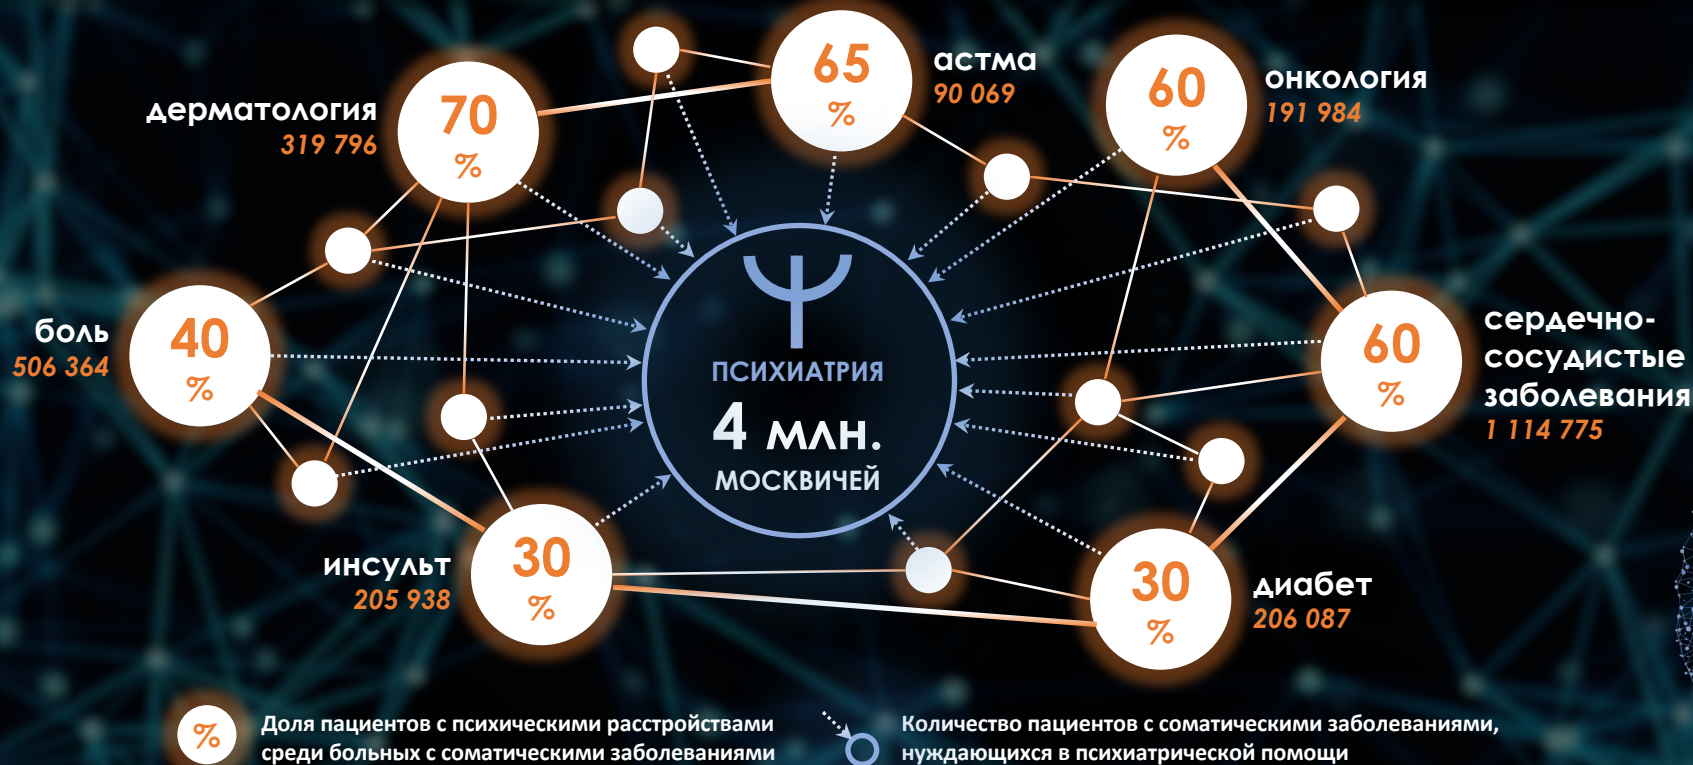 65
%
астма
90 069
60
%
онкология
191 984
дерматология
319 796
70
%
боль
506 364
40
%
ПСИХИАТРИЯ
4 млн.
МОСКВИЧЕЙ
60
%
сердечно-
сосудистые
заболевания
1 114 775
инсульт
205 938
30
%
30
%
диабет
206 087
%
Доля пациентов с психическими расстройствами
среди больных с соматическими заболеваниями
Количество пациентов с соматическими заболеваниями,
нуждающихся в психиатрической помощи